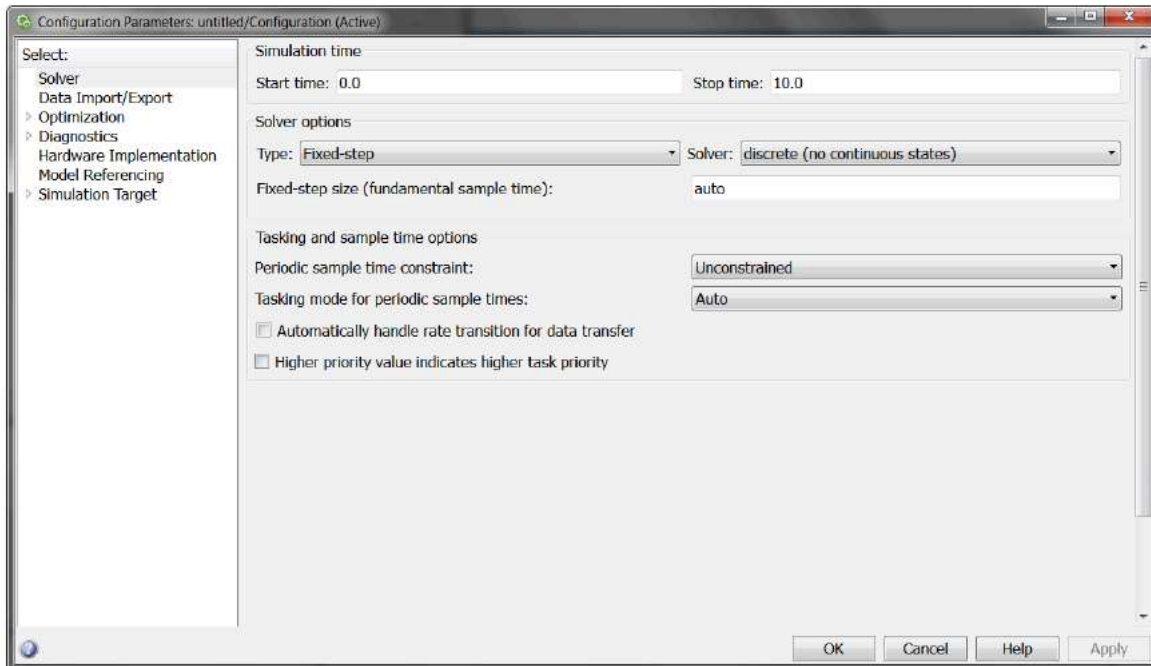 Configuration Parameters: untitled/Configuration (Active)
Select:
Solver
Data Import/Export
Optimization
Diagnostics
Hardware Implementation
Model Referencing
Simulation Target
Simulation time
Start time: 0.0 Stop time: 10.0
Solver options
Type: Fixed-step Solver: discrete (no continuous states)
Fixed-step size (fundamental sample time): auto
Tasking and sample time options
Periodic sample time constraint: Unconstrained
Tasking mode for periodic sample times: Auto
Automatically handle rate transition for data transfer
Higher priority value indicates higher task priority
OK Cancel Help Apply